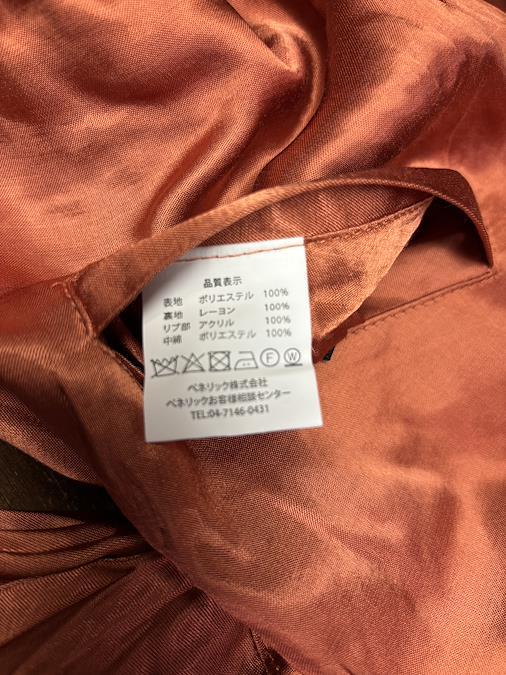 品質表示
表地 ポリエステル 100%
裏地 レーヨン 100%
リブ部 アクリル 100%
中綿 ポリエステル 100%
F W
ベネリック株式会社
ベネリックお客様相談センター
TEL:04-7146-0431